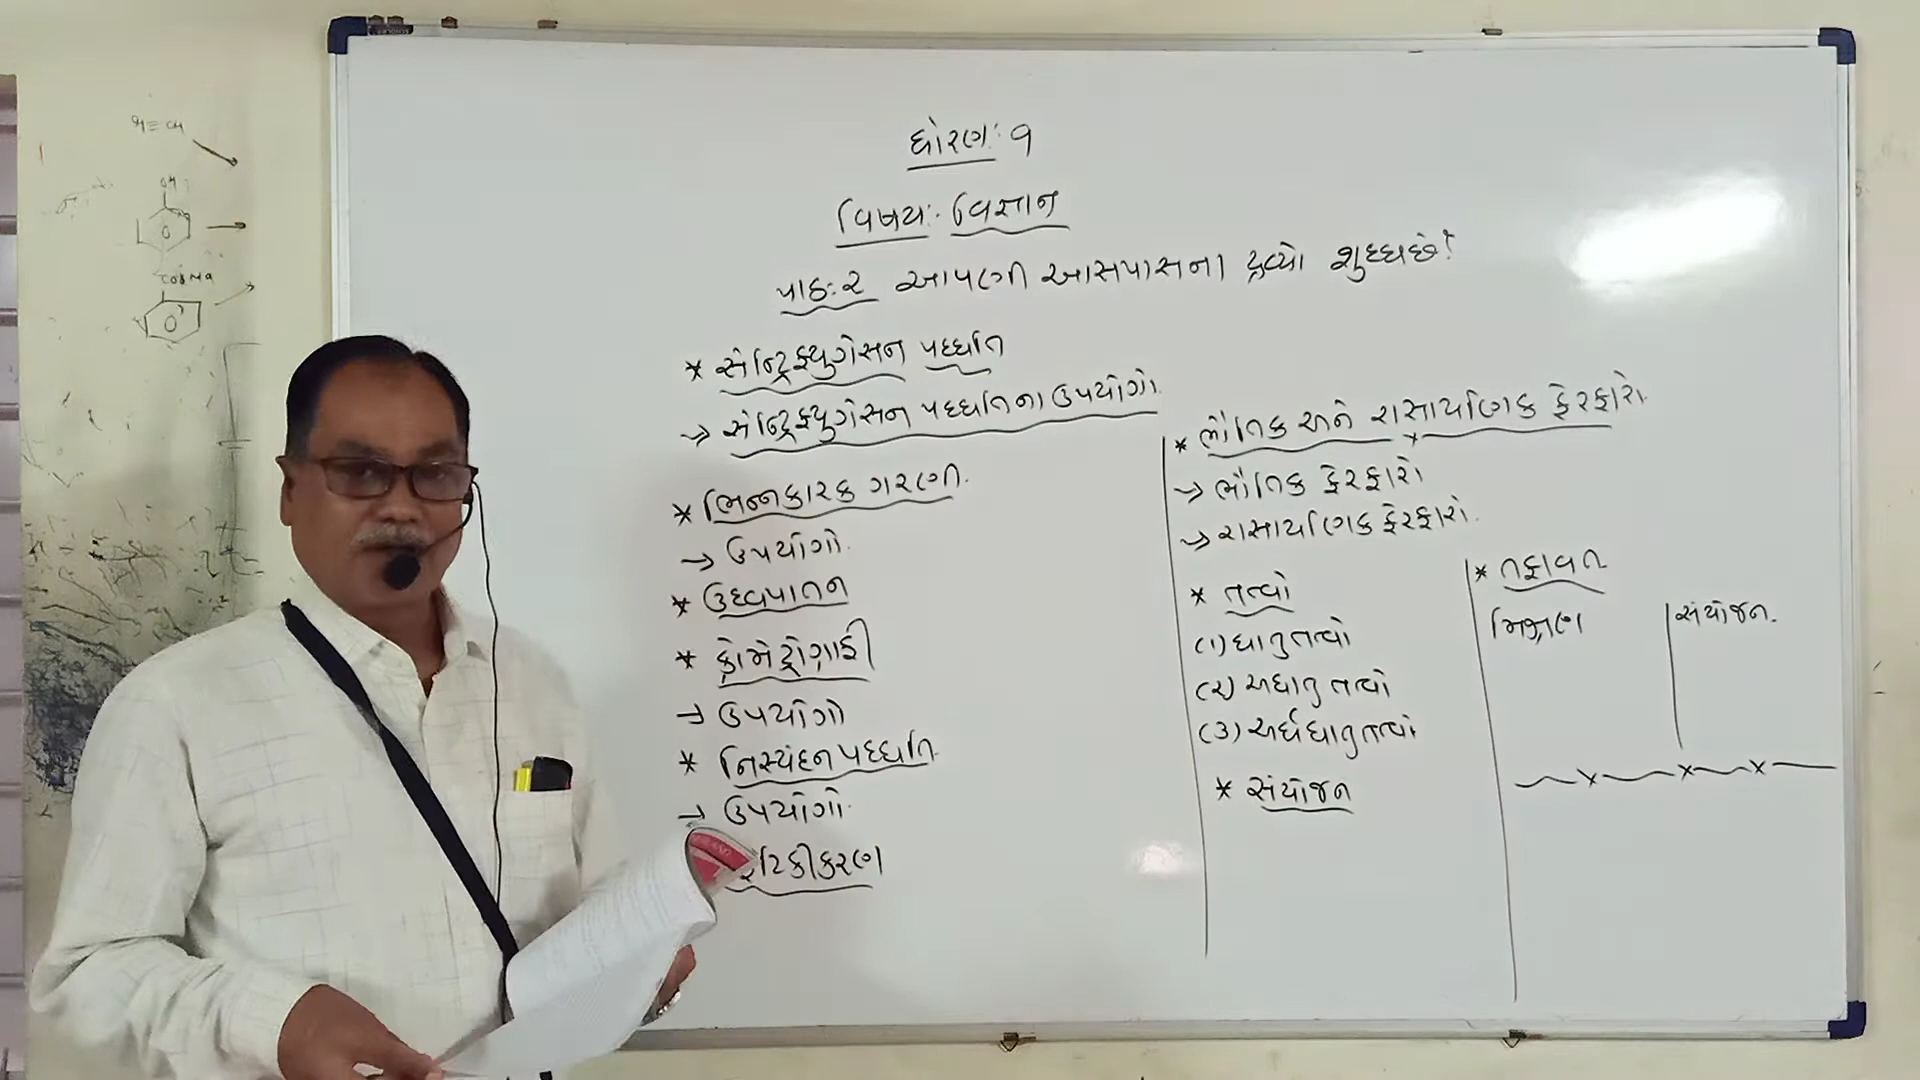 ધોરણ: ૧
વિષય: વિજ્ઞાન
પાઠ: ૨ આપણી આસપાસના દ્રવ્યો શુદ્ધ છે?
* સેન્ટ્રિફ્યુગેસન પદ્ધતિ
→ સેન્ટ્રિફ્યુગેસન પદ્ધતિના ઉપયોગો.
* ભિન્નકારક ગરણી.
→ ઉપયોગો.
* ઉધ્વપાતન
* ક્રોમેટ્રોગ્રાફી
→ ઉપયોગો
* નિસ્યંદન પદ્ધતિ.
→ ઉપયોગો.
ટિકીકરણ
* ભૌતિક અને રાસાયણિક ફેરફારો.
→ ભૌતિક ફેરફારો
→ રાસાયણિક ફેરફારો.
* તત્વો
(૧) ધાતુતત્વો
(૨) અધાતુ તત્વો
(૩) અર્ધધાતુતત્વો
* સંયોજન
* તફાવત
મિશ્રણ
સંયોજન.
OH